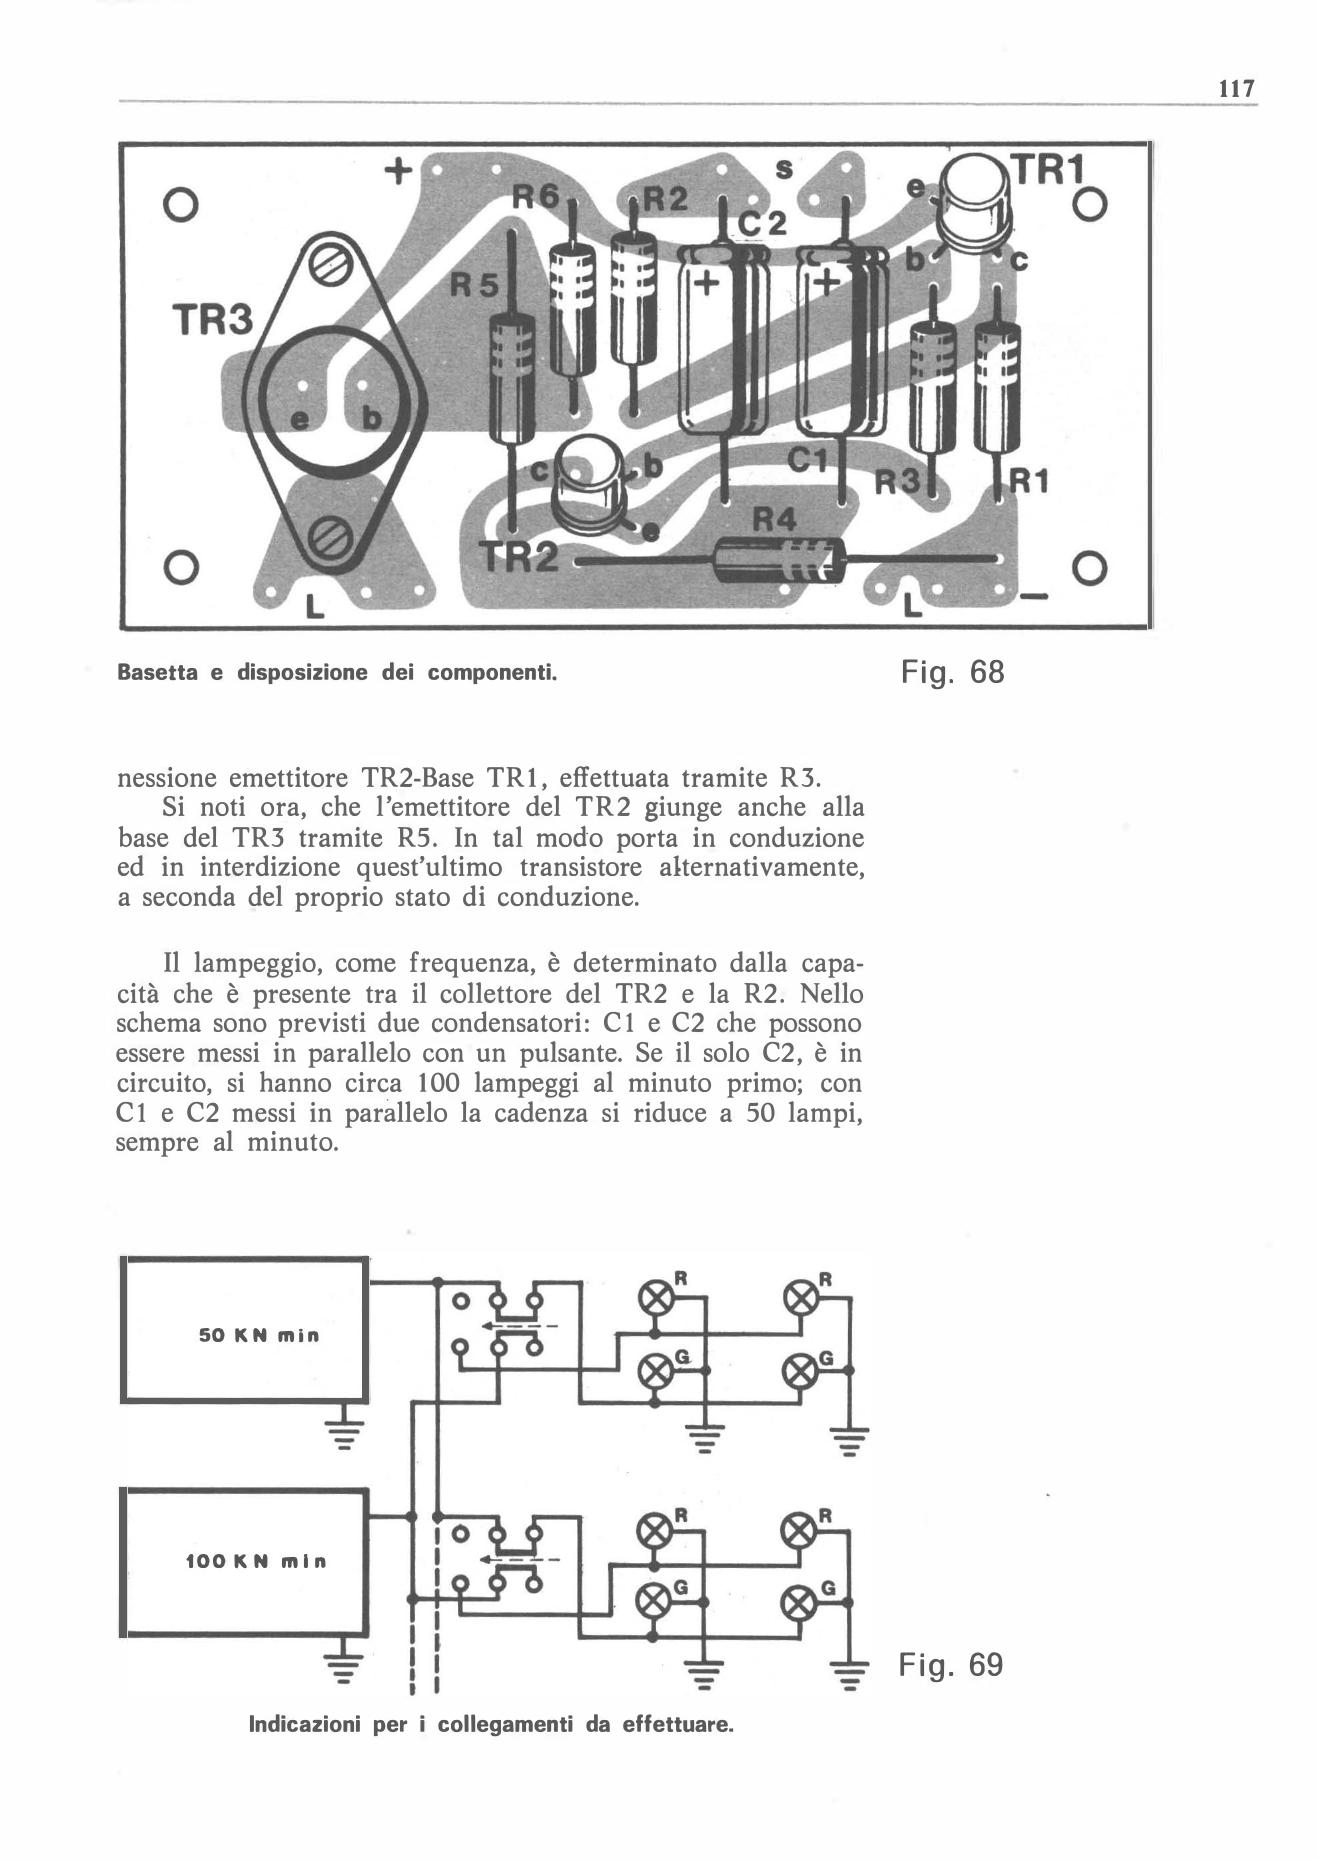 117
+ S TR1
R6 R2 e
C2
b c
R5 + +
TR3
e b
c b C1 R3 R1
e R4
TR2
L L −
Basetta e disposizione dei componenti. Fig. 68
nessione emettitore TR2-Base TR1, effettuata tramite R3.
Si noti ora, che l'emettitore del TR2 giunge anche alla
base del TR3 tramite R5. In tal modo porta in conduzione
ed in interdizione quest'ultimo transistore alternativamente,
a seconda del proprio stato di conduzione.
Il lampeggio, come frequenza, è determinato dalla capa-
cità che è presente tra il collettore del TR2 e la R2. Nello
schema sono previsti due condensatori: C1 e C2 che possono
essere messi in parallelo con un pulsante. Se il solo C2, è in
circuito, si hanno circa 100 lampeggi al minuto primo; con
C1 e C2 messi in parallelo la cadenza si riduce a 50 lampi,
sempre al minuto.
R R
50 KN min
G G
R R
100 KN min
G G
Fig. 69
Indicazioni per i collegamenti da effettuare.